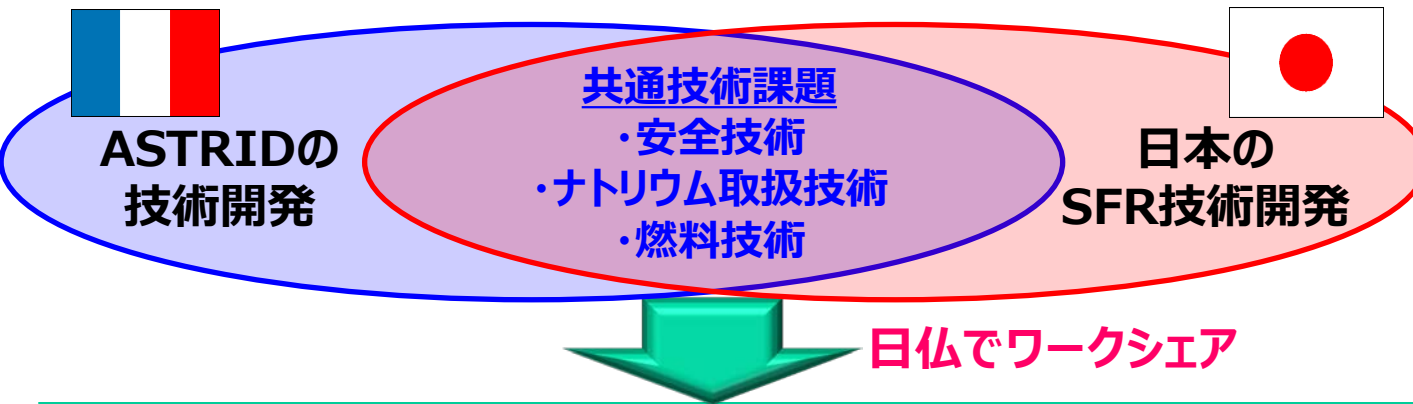 ASTRIDの
技術開発
共通技術課題
・安全技術
・ナトリウム取扱技術
・燃料技術
日本の
SFR技術開発
日仏でワークシェア